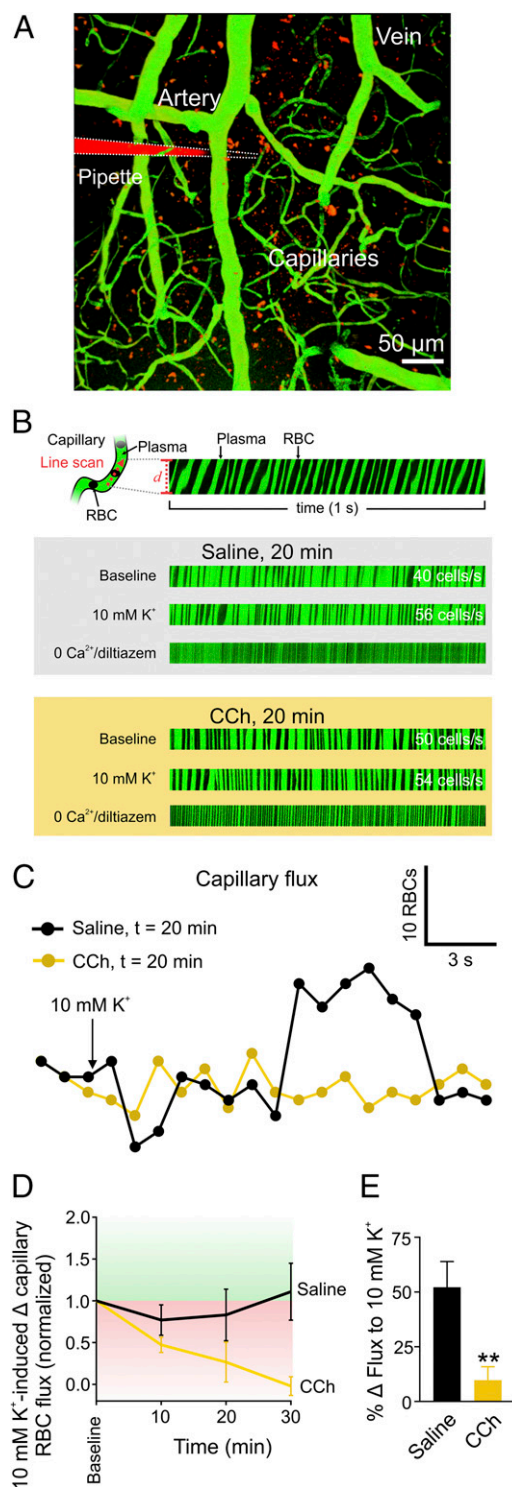 A
Vein
Artery
Pipette
Capillaries
50 µm
B
Capillary
Plasma
Line scan
RBC
Plasma
RBC
d
time (1 s)
Saline, 20 min
Baseline
40 cells/s
10 mM K⁺
56 cells/s
0 Ca²⁺/diltiazem
CCh, 20 min
Baseline
50 cells/s
10 mM K⁺
54 cells/s
0 Ca²⁺/diltiazem
C
Capillary flux
10 RBCs
3 s
Saline, t = 20 min
CCh, t = 20 min
10 mM K⁺
D
10 mM K⁺-induced Δ capillary
RBC flux (normalized)
2.0
1.5
1.0
0.5
0.0
Saline
CCh
Baseline
10
20
30
Time (min)
E
% Δ Flux to 10 mM K⁺
75
50
25
0
**
Saline
CCh